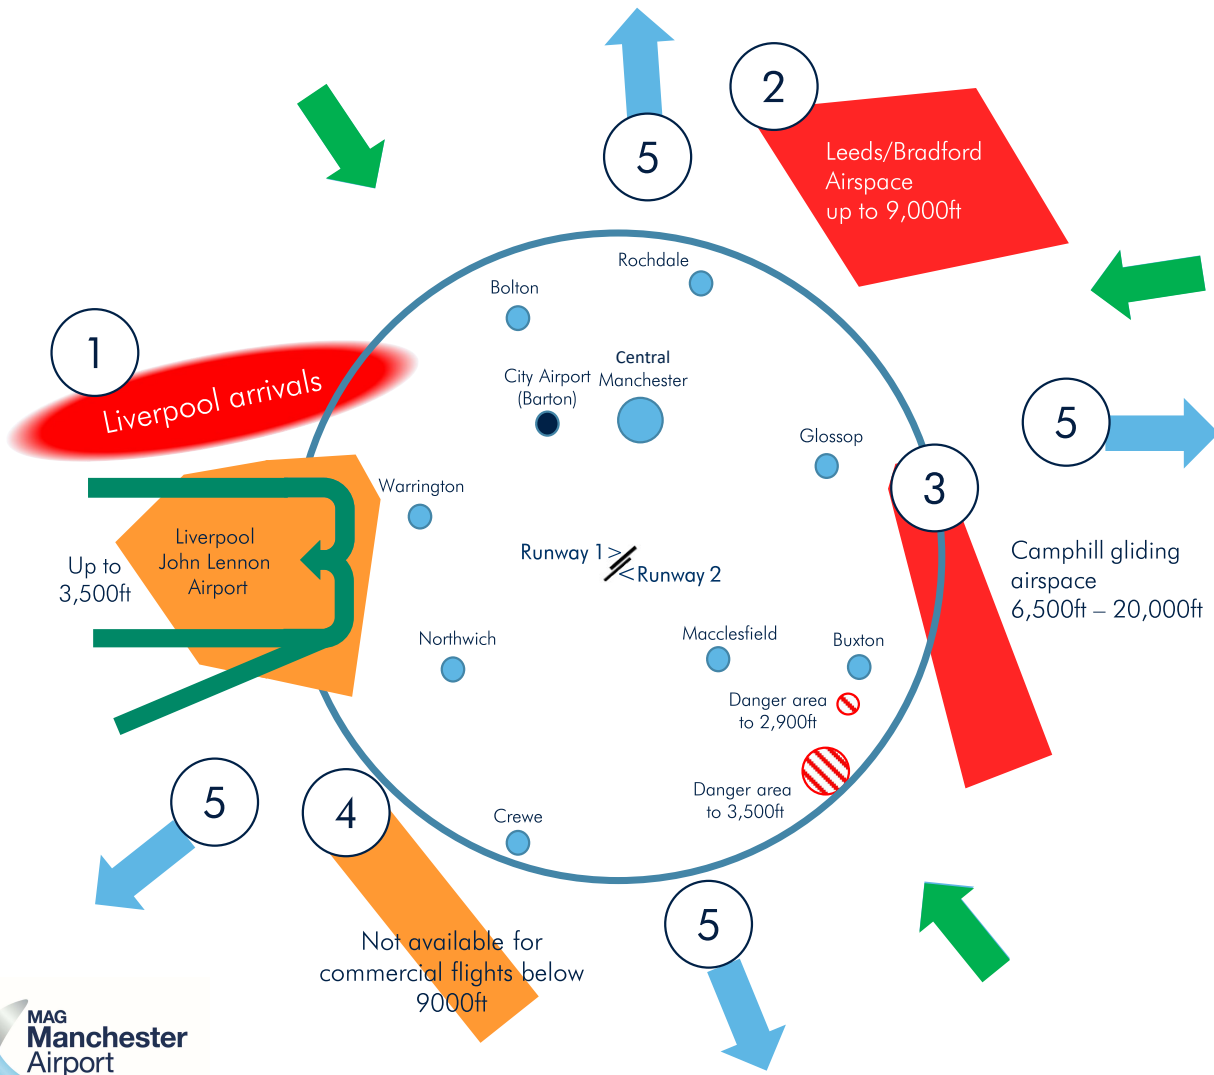 5
2
Leeds/Bradford
Airspace
up to 9,000ft
Rochdale
Bolton
1
Liverpool arrivals
Central
Manchester
City Airport
(Barton)
5
Glossop
3
Warrington
Liverpool
John Lennon
Airport
Up to
3,500ft
Runway 1>
<Runway 2
Camphill gliding
airspace
6,500ft – 20,000ft
Northwich
Macclesfield
Buxton
Danger area
to 2,900ft
Danger area
to 3,500ft
5
4
Crewe
5
Not available for
commercial flights below
9000ft
MAG
Manchester
Airport